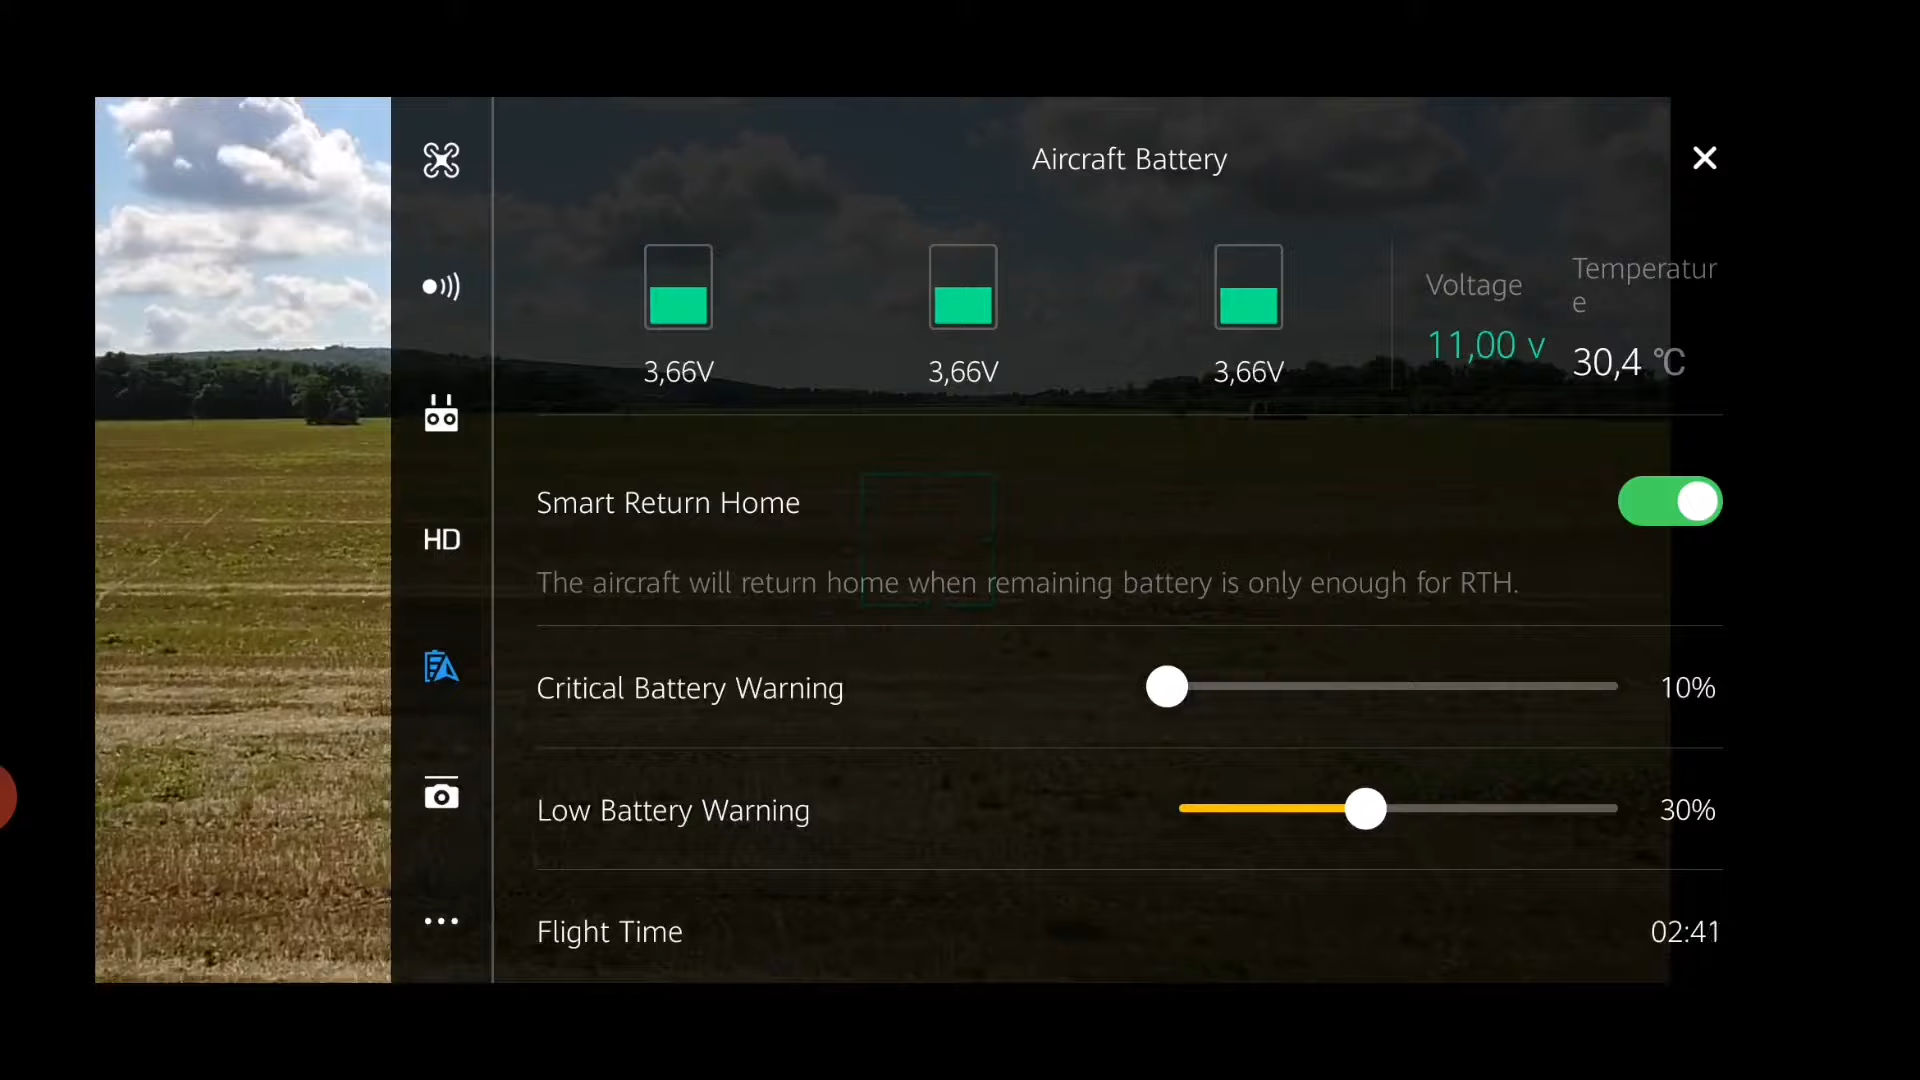 Aircraft Battery
Voltage
Temperatur
e
11,00 v
30,4 °C
3,66V
3,66V
3,66V
Smart Return Home
The aircraft will return home when remaining battery is only enough for RTH.
HD
Critical Battery Warning
10%
Low Battery Warning
30%
Flight Time
02:41